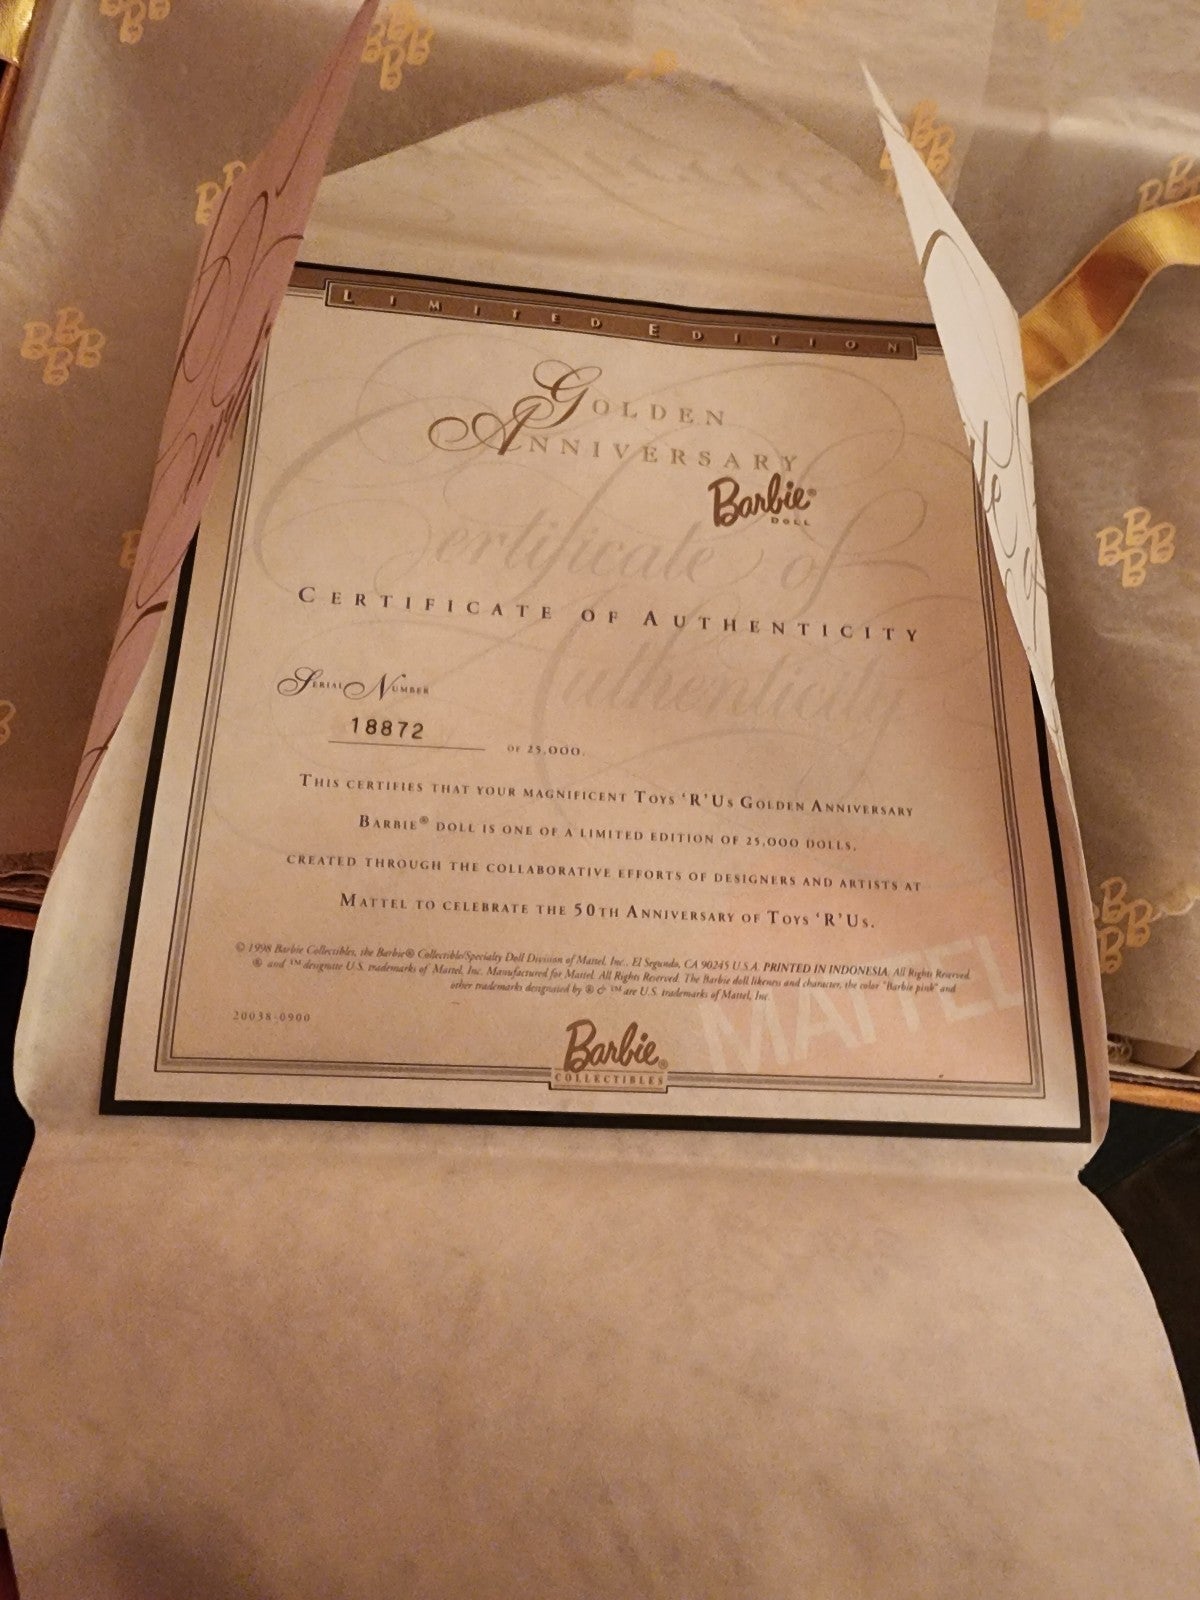 LIMITED EDITION
GOLDEN
ANNIVERSARY
Barbie®
DOLL
Certificate of
CERTIFICATE OF AUTHENTICITY
Authenticity
SERIAL NUMBER
18872 OF 25,000.
THIS CERTIFIES THAT YOUR MAGNIFICENT TOYS ‘R’ US GOLDEN ANNIVERSARY
BARBIE® DOLL IS ONE OF A LIMITED EDITION OF 25,000 DOLLS,
CREATED THROUGH THE COLLABORATIVE EFFORTS OF DESIGNERS AND ARTISTS AT
MATTEL TO CELEBRATE THE 50TH ANNIVERSARY OF TOYS ‘R’ US.
© 1998 Barbie Collectibles, the Barbie® Collectible/Specialty Doll Division of Mattel, Inc., El Segundo, CA 90245 U.S.A. PRINTED IN INDONESIA. All Rights Reserved.
® and ™ designate U.S. trademarks of Mattel, Inc. Manufactured for Mattel. All Rights Reserved. The Barbie doll likeness and character, the color "Barbie pink" and
other trademarks designated by ® & ™ are U.S. trademarks of Mattel, Inc.
MATTEL
20038-0900
Barbie®
COLLECTIBLES